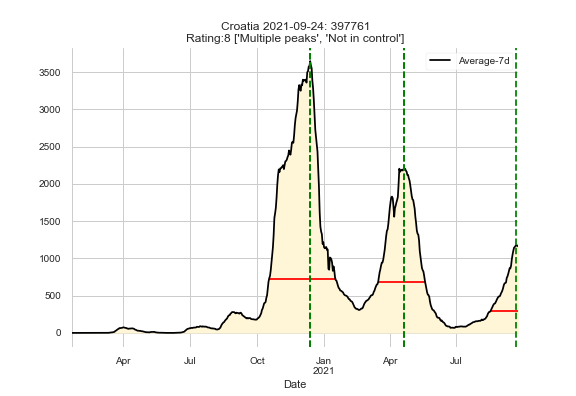 Croatia 2021-09-24: 397761
Rating:8 ['Multiple peaks', 'Not in control']
Average-7d
3500
3000
2500
2000
1500
1000
500
0
Apr
Jul
Oct
Jan
2021
Apr
Jul
Date